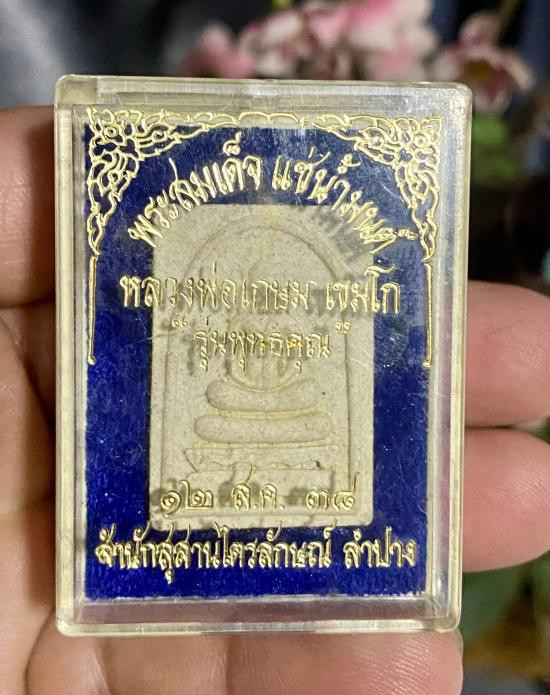 พระสมเด็จ แช่น้ำมนต์
หลวงพ่อเกษม เขมโก
"รุ่นพุทธคุณ"
๑๒ ส.ค. ๓๘
สำนักสุสานไตรลักษณ์ ลำปาง